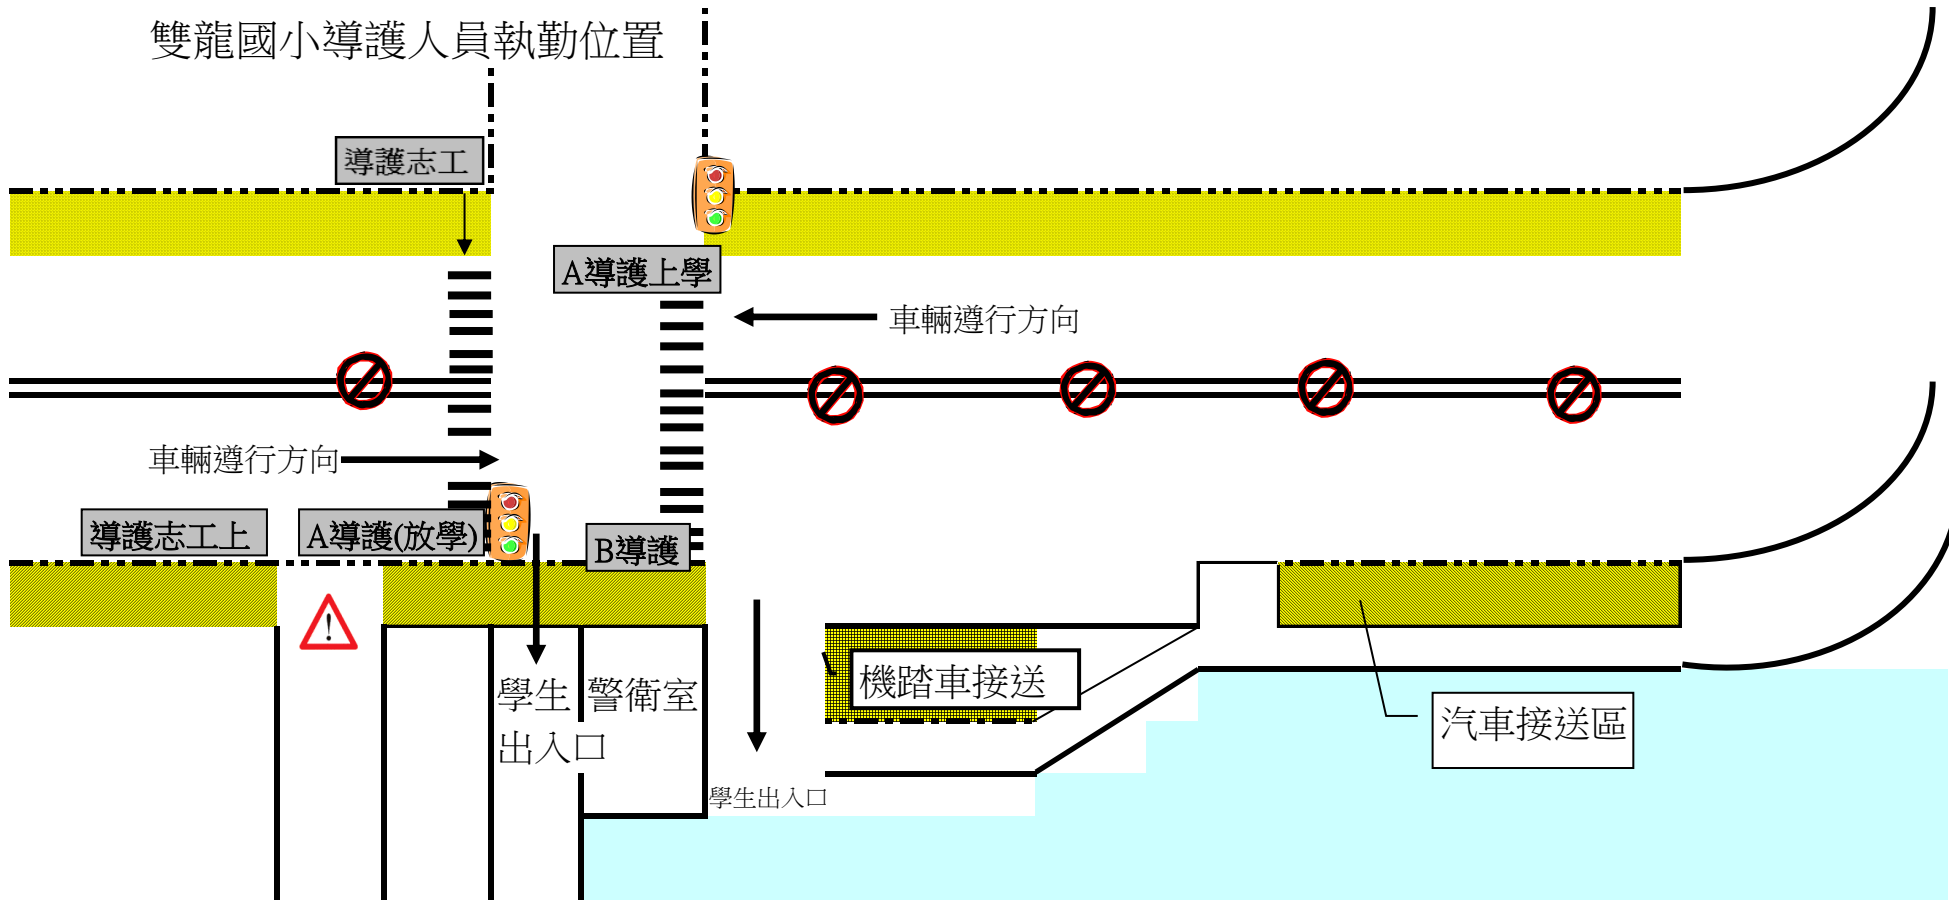 雙龍國小導護人員執勤位置
導護志工
A導護上學
車輛遵行方向
車輛遵行方向
導護志工上
A導護(放學)
B導護
學生
出入口
警衛室
機踏車接送
汽車接送區
學生出入口